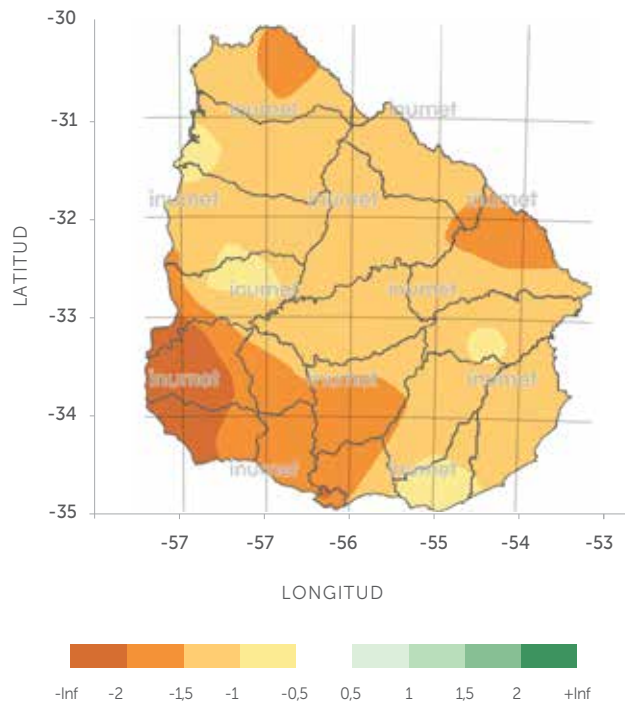 -30
-31
-32
-33
-34
-35
LATITUD
inumet inumet
inumet inumet inumet
inumet inumet
inumet inumet inumet
inumet inumet
-57 -57 -56 -55 -54 -53
LONGITUD
-Inf -2 -1,5 -1 -0,5 0,5 1 1,5 2 +Inf